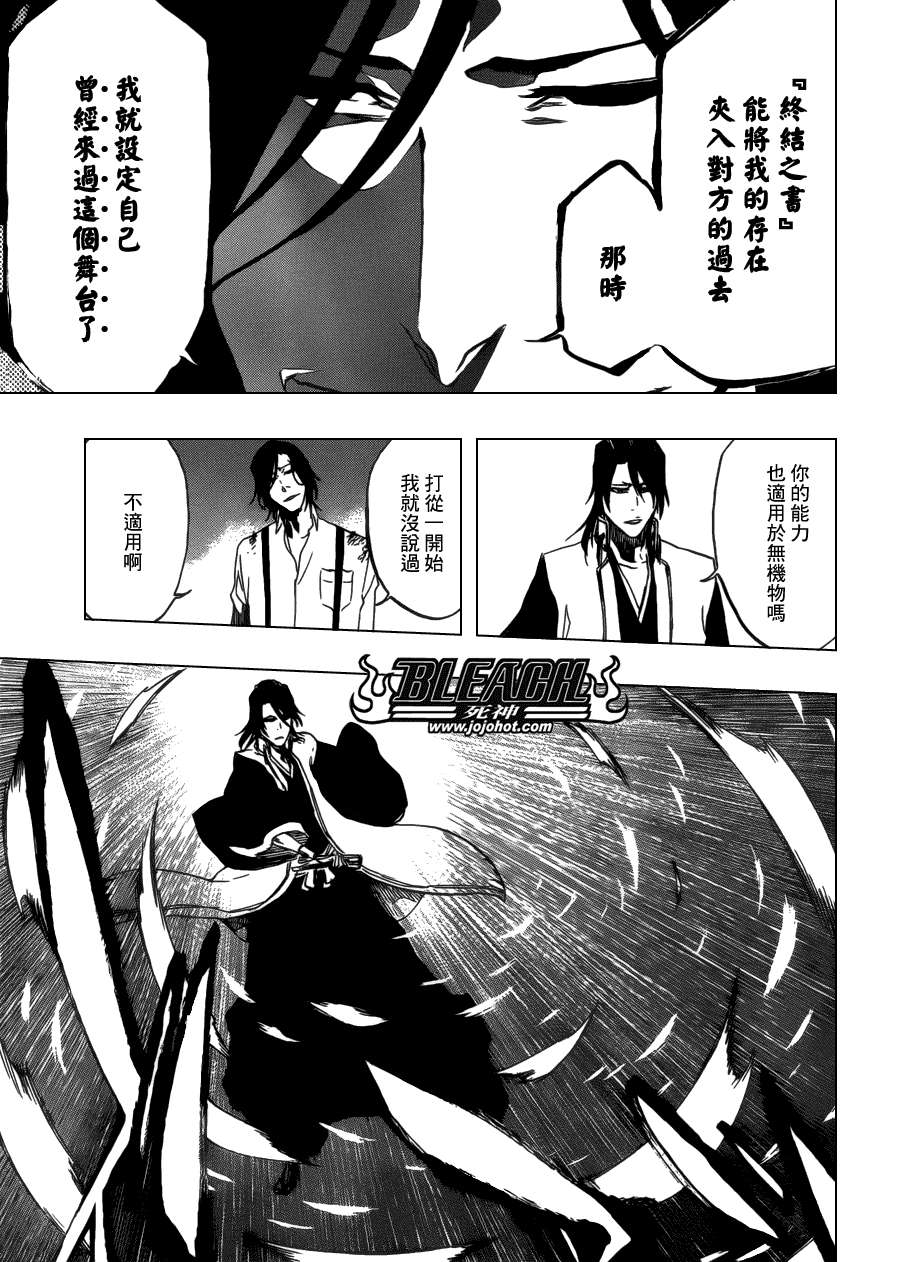 『終結之書』
能將我的存在
夾入對方的過去
那時
我就設定自己
曾經來過這個舞台了
你的能力
也適用於無機物嗎
打從一開始
我就沒說過
不適用啊
BLEACH
死神
www.jojohot.com